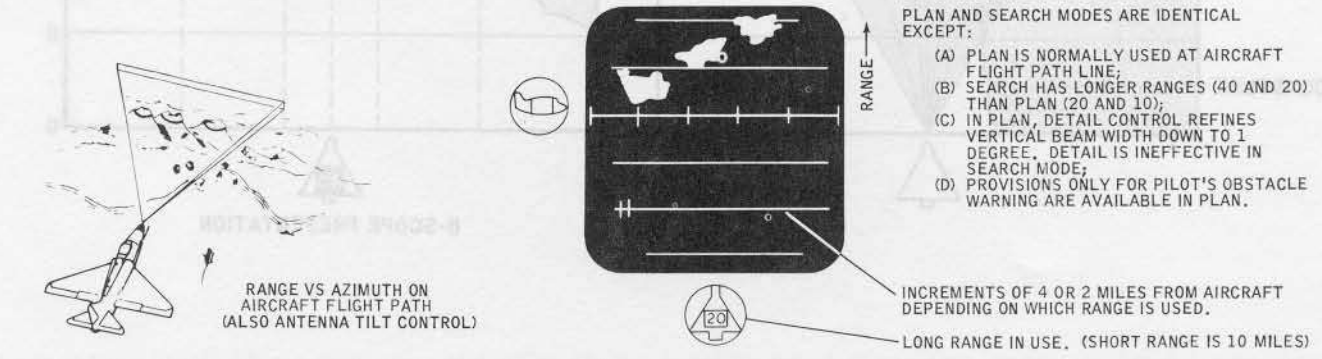 RANGE VS AZIMUTH ON
AIRCRAFT FLIGHT PATH
(ALSO ANTENNA TILT CONTROL)
RANGE
20
PLAN AND SEARCH MODES ARE IDENTICAL
EXCEPT:
(A) PLAN IS NORMALLY USED AT AIRCRAFT
FLIGHT PATH LINE;
(B) SEARCH HAS LONGER RANGES (40 AND 20)
THAN PLAN (20 AND 10);
(C) IN PLAN, DETAIL CONTROL REFINES
VERTICAL BEAM WIDTH DOWN TO 1
DEGREE. DETAIL IS INEFFECTIVE IN
SEARCH MODE;
(D) PROVISIONS ONLY FOR PILOT'S OBSTACLE
WARNING ARE AVAILABLE IN PLAN.
INCREMENTS OF 4 OR 2 MILES FROM AIRCRAFT
DEPENDING ON WHICH RANGE IS USED.
LONG RANGE IN USE. (SHORT RANGE IS 10 MILES)